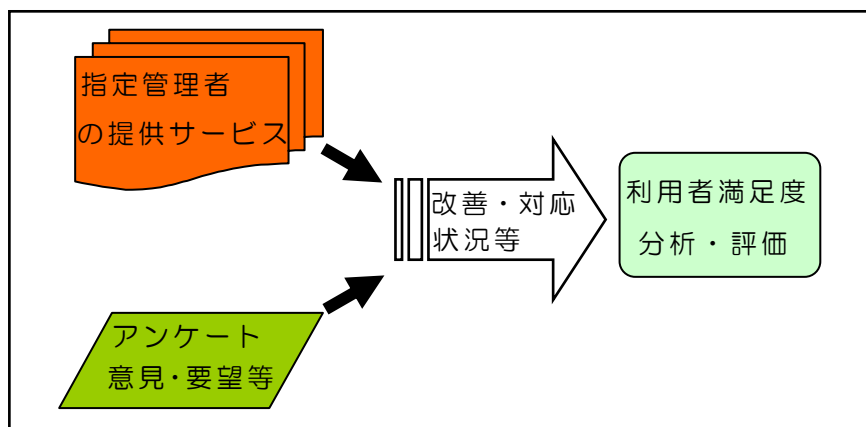 指定管理者
の提供サービス
改善・対応
状況等
利用者満足度
分析・評価
アンケート
意見・要望等